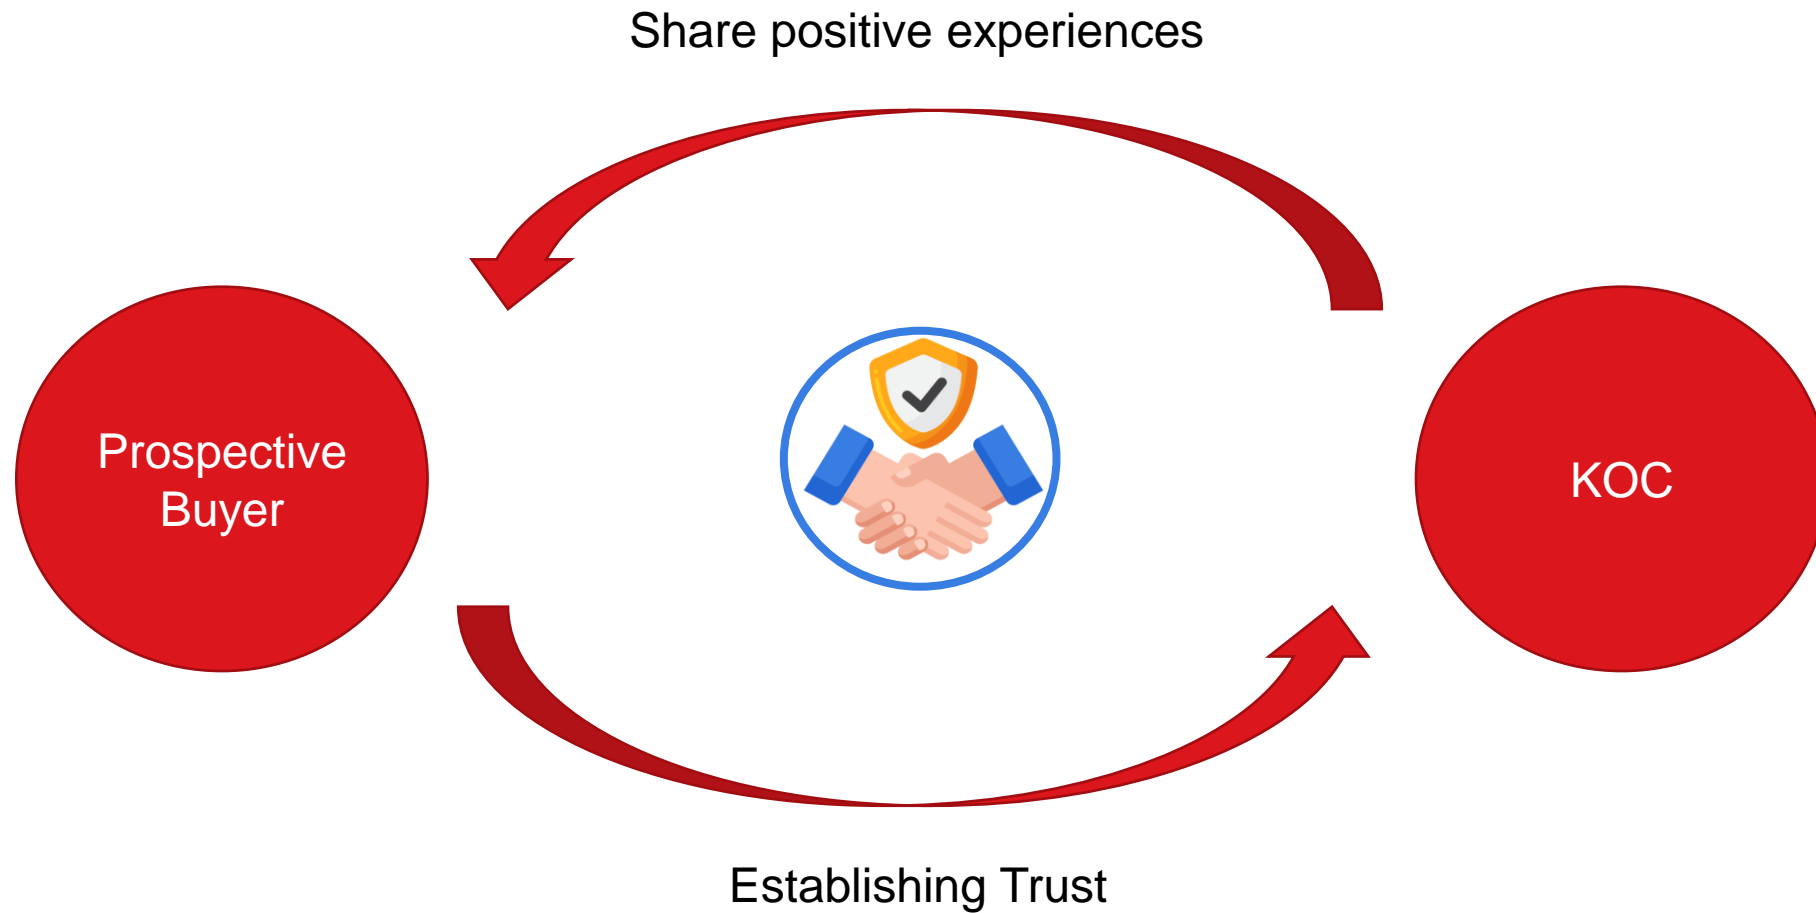 Share positive experiences
Prospective
Buyer
KOC
Establishing Trust